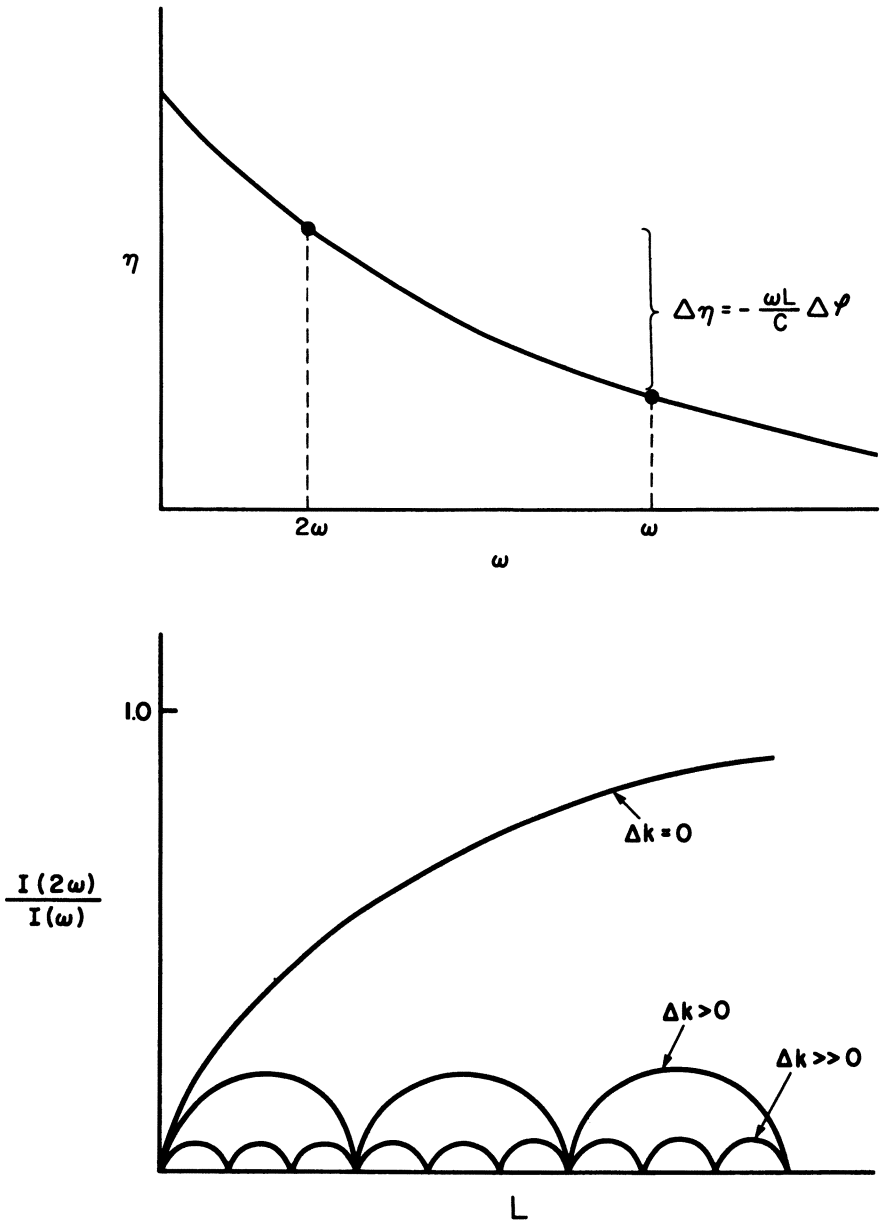 η
Δη = - ωL/C Δφ
2ω
ω
ω
1.0
I(2ω)
I(ω)
Δk = 0
Δk > 0
Δk >> 0
L